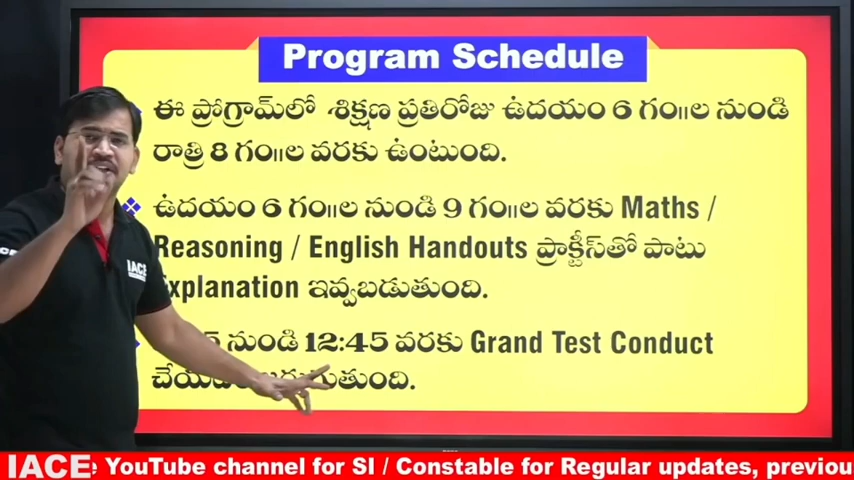 Program Schedule
ఈ ప్రోగ్రామ్‌లో శిక్షణ ప్రతిరోజు ఉదయం 6 గం॥ల నుండి
రాత్రి 8 గం॥ల వరకు ఉంటుంది.
ఉదయం 6 గం॥ల నుండి 9 గం॥ల వరకు Maths /
Reasoning / English Handouts ప్రాక్టీస్‌తో పాటు
Explanation ఇవ్వబడుతుంది.
నుండి 12:45 వరకు Grand Test Conduct
IACE
IACE YouTube channel for SI / Constable for Regular updates,